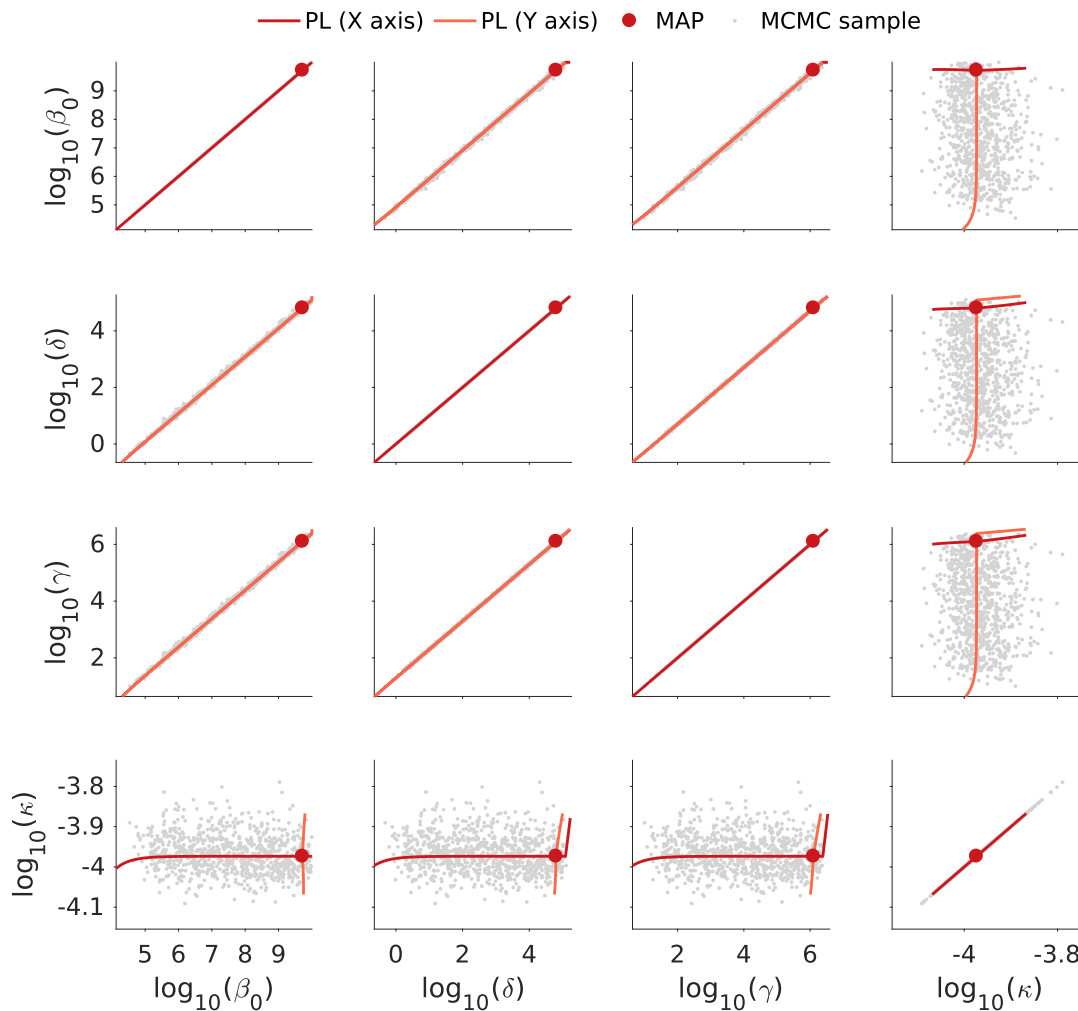 PL (X axis) PL (Y axis) MAP MCMC sample
log₁₀(β₀) 9 8 7 6 5
log₁₀(δ) 4 2 0
log₁₀(γ) 6 4 2
log₁₀(κ) -3.8 -3.9 -4 -4.1
5 6 7 8 9 0 4 2 4 6 -4 -3.8
log₁₀(β₀) log₁₀(δ) log₁₀(γ) log₁₀(κ)